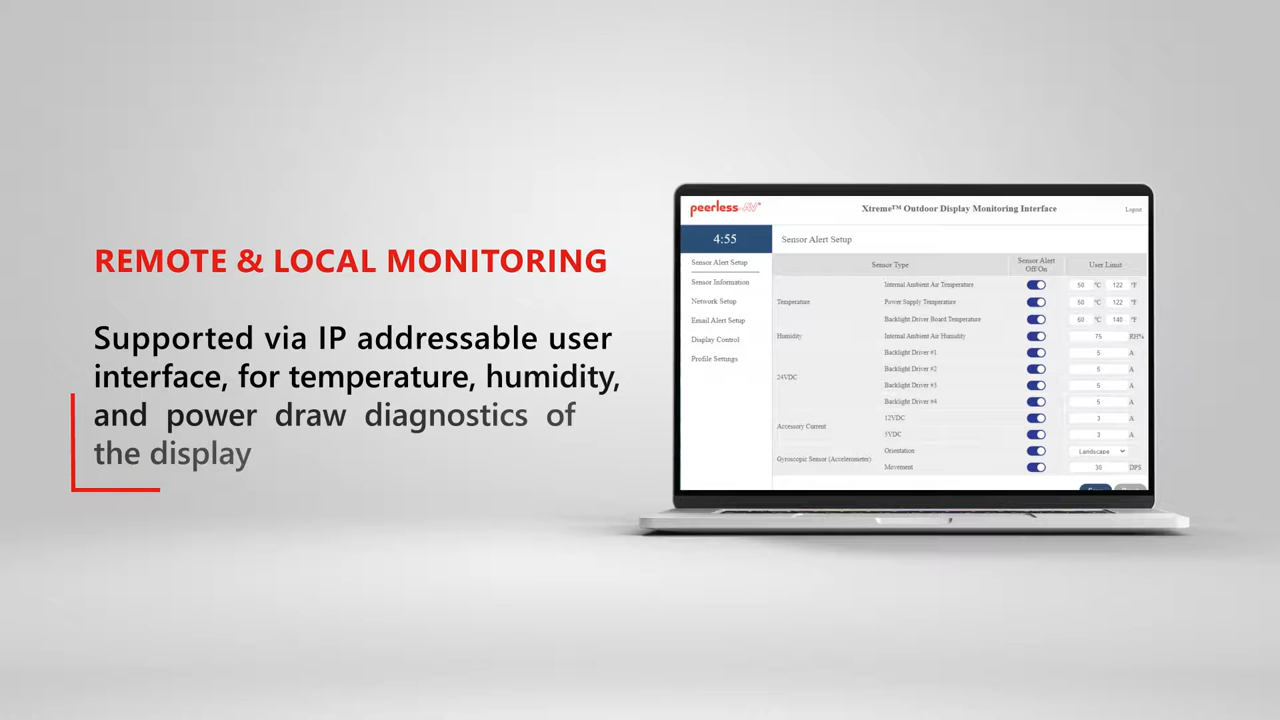 REMOTE & LOCAL MONITORING
Supported via IP addressable user
interface, for temperature, humidity,
and power draw diagnostics of
the display
peerless-AV
Xtreme™ Outdoor Display Monitoring Interface
Logout
4:55
Sensor Alert Setup
Sensor Information
Network Setup
Email Alert Setup
Display Control
Profile Settings
Sensor Alert Setup
Sensor Type
Sensor Alert
Off/On
User Limit
Temperature
Internal Ambient Air Temperature
50 °C 122 °F
Power Supply Temperature
50 °C 122 °F
Backlight Driver Board Temperature
60 °C 140 °F
Humidity
Internal Ambient Air Humidity
75 RH%
24VDC
Backlight Driver #1
5 A
Backlight Driver #2
5 A
Backlight Driver #3
5 A
Backlight Driver #4
5 A
Accessory Current
12VDC
3 A
5VDC
3 A
Gyroscopic Sensor (Accelerometer)
Orientation
Landscape
Movement
30 DPS